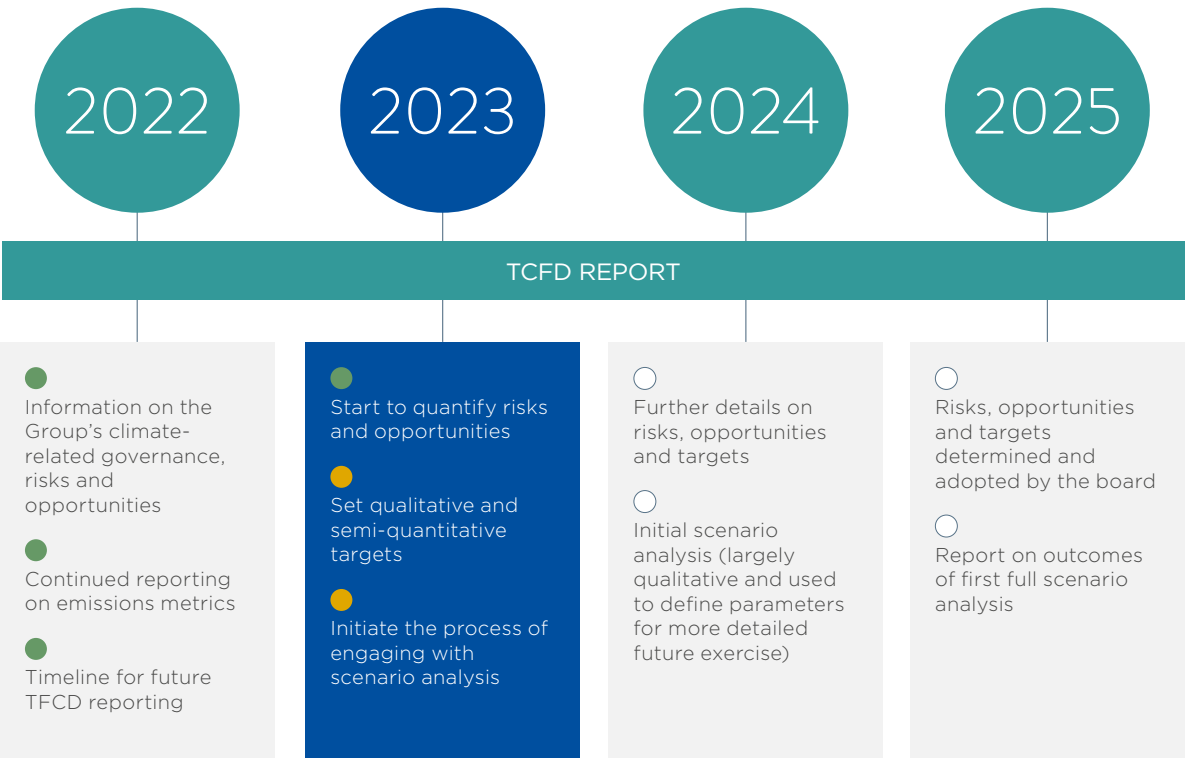 2022
2023
2024
2025
TCFD REPORT
Information on the
Group’s climate-
related governance,
risks and
opportunities
Continued reporting
on emissions metrics
Timeline for future
TFCD reporting
Start to quantify risks
and opportunities
Set qualitative and
semi-quantitative
targets
Initiate the process of
engaging with
scenario analysis
Further details on
risks, opportunities
and targets
Initial scenario
analysis (largely
qualitative and used
to define parameters
for more detailed
future exercise)
Risks, opportunities
and targets
determined and
adopted by the board
Report on outcomes
of first full scenario
analysis